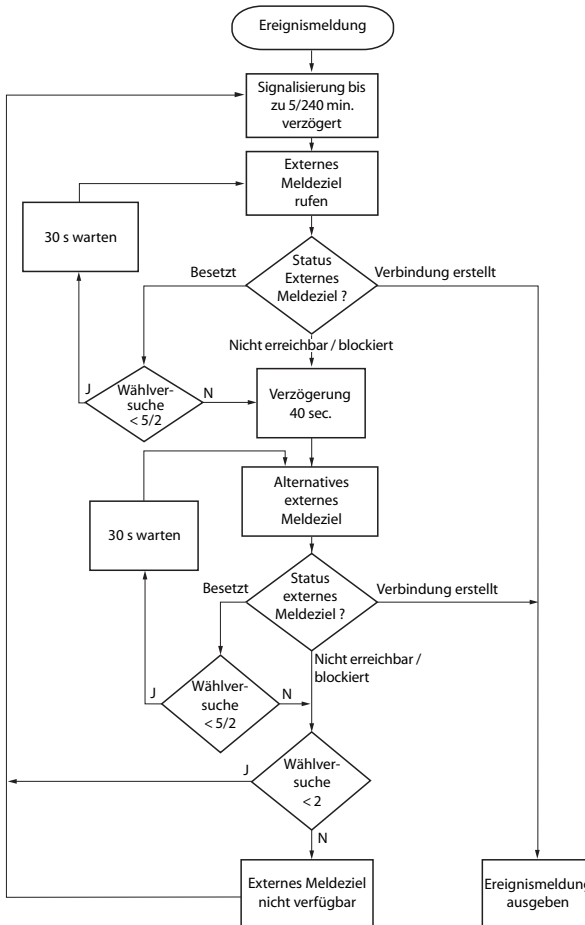 Ereignismeldung
Signalisierung bis
zu 5/240 min.
verzögert
Externes
Meldeziel
rufen
30 s warten
Status
Externes
Meldeziel ?
Besetzt
Verbindung erstellt
Nicht erreichbar / blockiert
J
Wählver-
suche
< 5/2
N
Verzögerung
40 sec.
Alternatives
externes
Meldeziel
30 s warten
Status
externes
Meldeziel ?
Besetzt
Verbindung erstellt
Nicht erreichbar /
blockiert
J
Wählver-
suche
< 5/2
N
J
Wählver-
suche
< 2
N
Externes Meldeziel
nicht verfügbar
Ereignismeldung
ausgeben